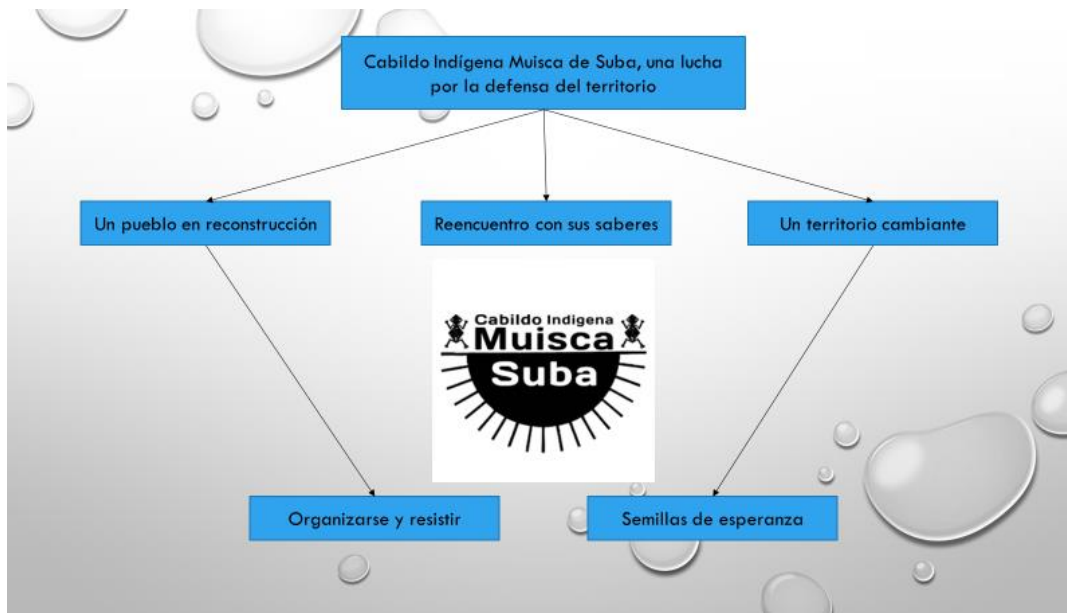 Cabildo Indígena Muisca de Suba, una lucha
por la defensa del territorio
Un pueblo en reconstrucción
Reencuentro con sus saberes
Un territorio cambiante
Cabildo Indigena
Muisca
Suba
Organizarse y resistir
Semillas de esperanza